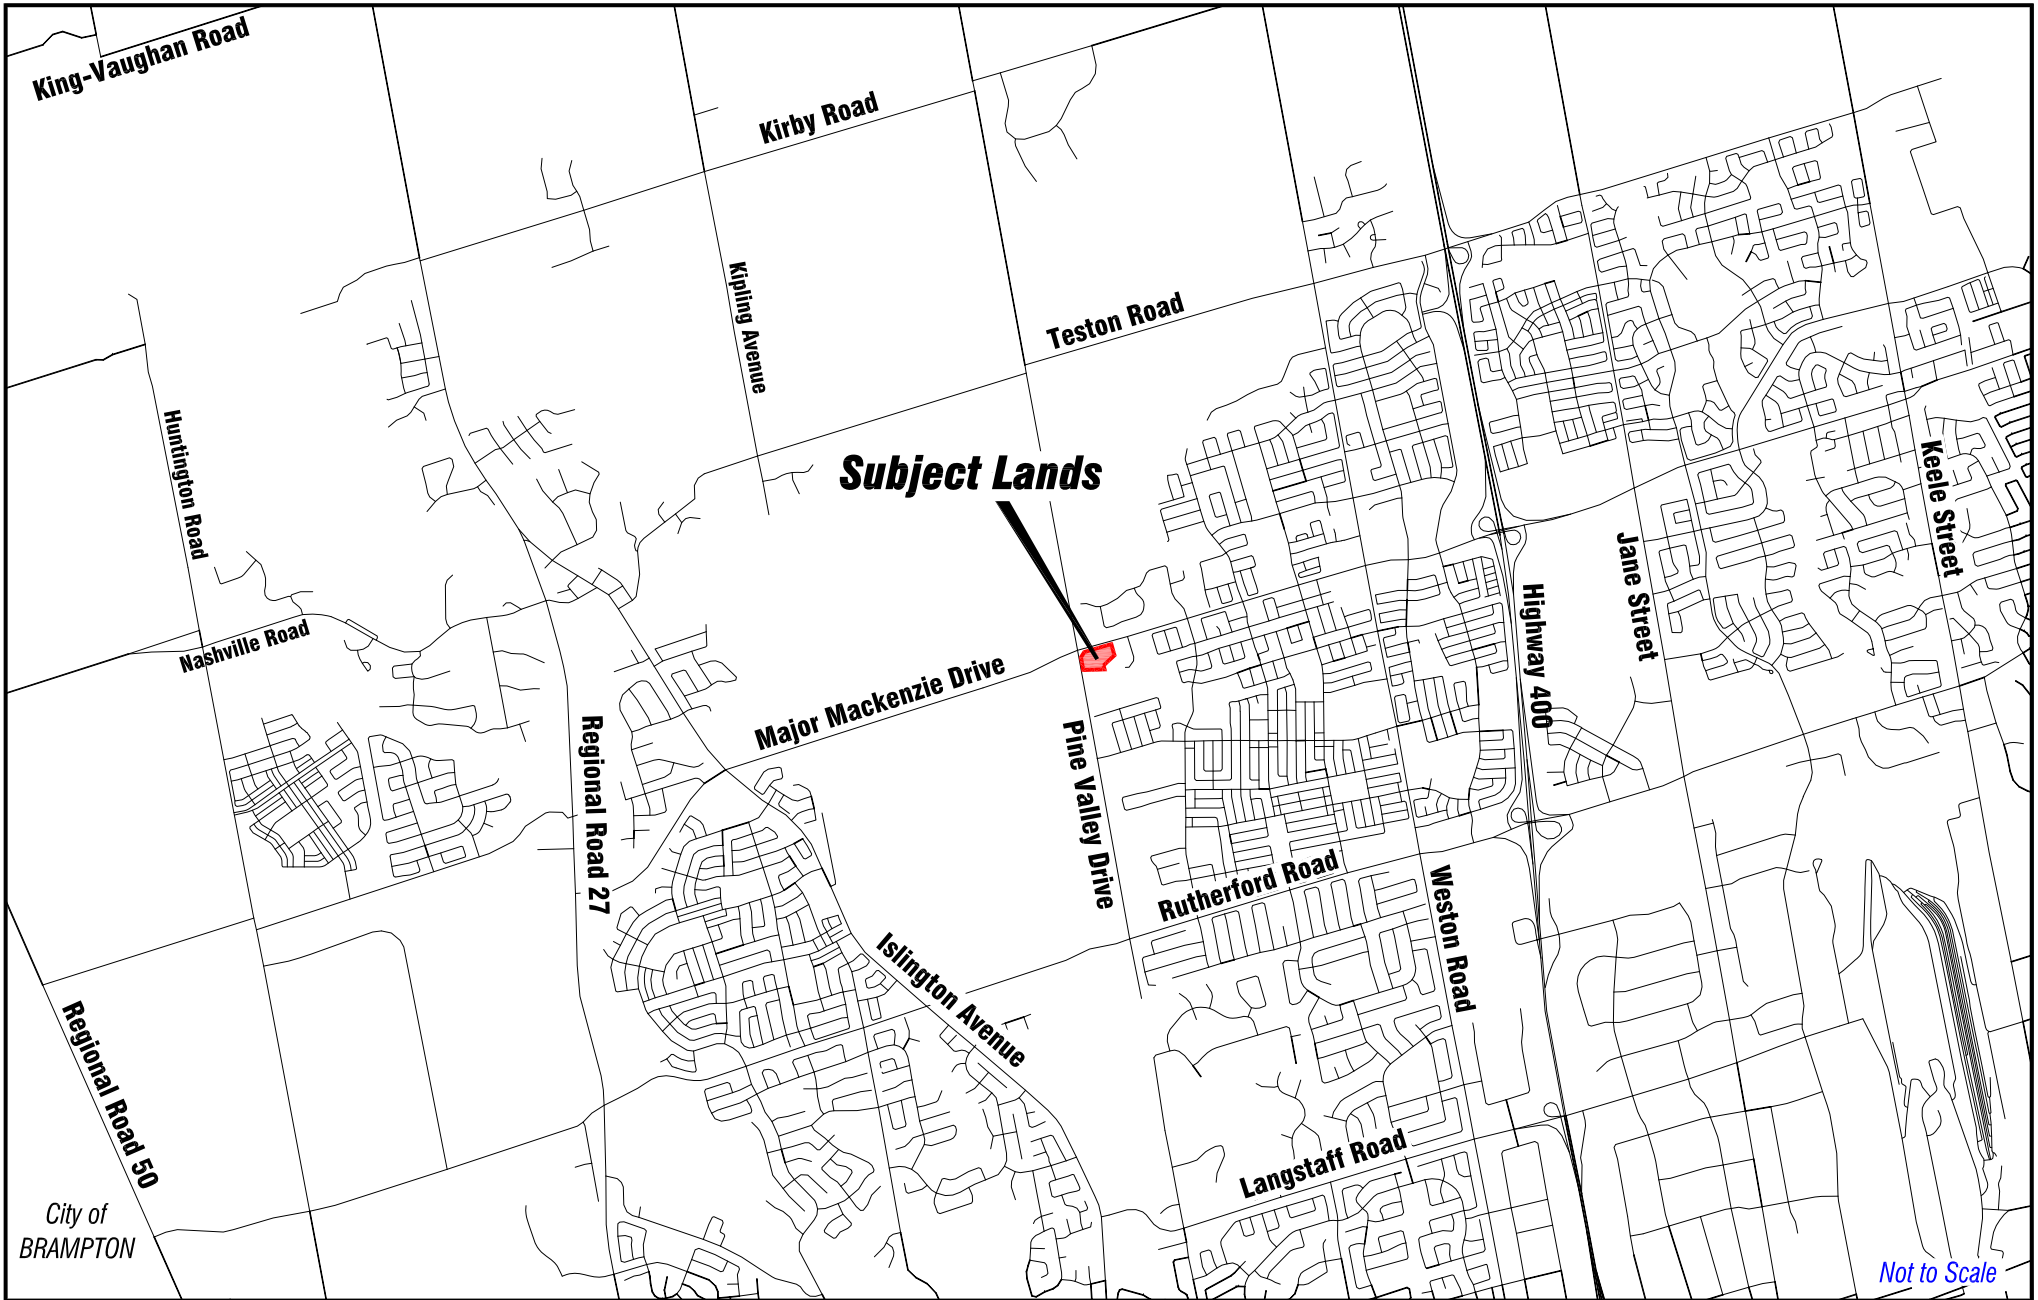 King-Vaughan Road
Kirby Road
Kipling Avenue
Teston Road
Huntington Road
Subject Lands
Keele Street
Jane Street
Highway 400
Nashville Road
Major Mackenzie Drive
Regional Road 27
Pine Valley Drive
Rutherford Road
Weston Road
Islington Avenue
Regional Road 50
Langstaff Road
City of
BRAMPTON
Not to Scale